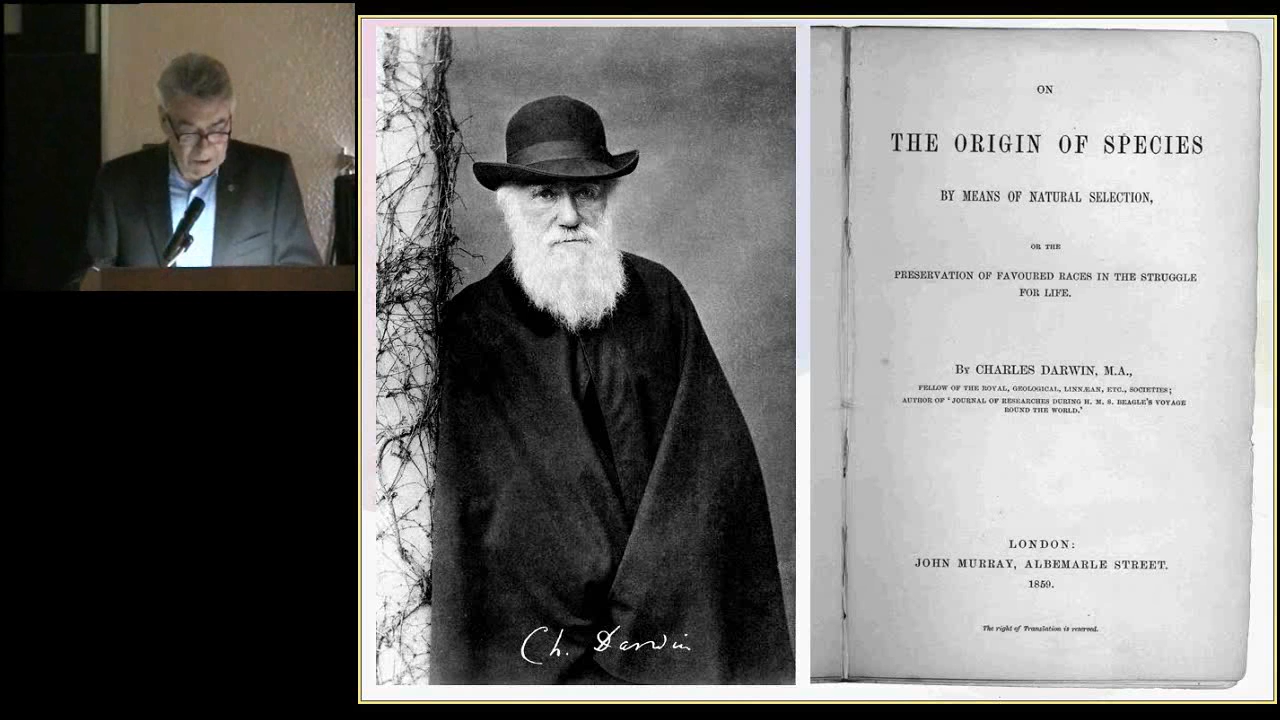 Ch. Darwin
ON
THE ORIGIN OF SPECIES
BY MEANS OF NATURAL SELECTION,
OR THE
PRESERVATION OF FAVOURED RACES IN THE STRUGGLE
FOR LIFE.
By CHARLES DARWIN, M.A.,
FELLOW OF THE ROYAL, GEOLOGICAL, LINNÆAN, ETC., SOCIETIES;
AUTHOR OF 'JOURNAL OF RESEARCHES DURING H. M. S. BEAGLE'S VOYAGE
ROUND THE WORLD.'
LONDON:
JOHN MURRAY, ALBEMARLE STREET.
1859.
The right of Translation is reserved.